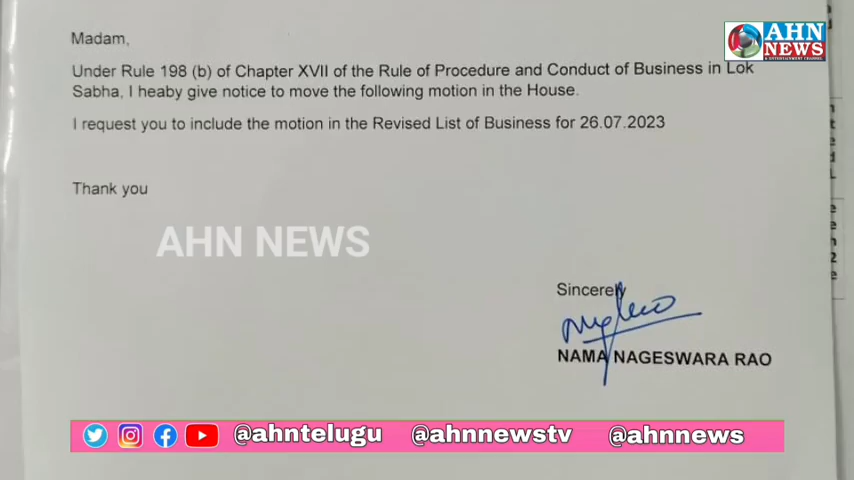 AHN
NEWS
& ENTERTAINMENT CHANNEL
Madam,
Under Rule 198 (b) of Chapter XVII of the Rule of Procedure and Conduct of Business in Lok
Sabha, I heaby give notice to move the following motion in the House.
I request you to include the motion in the Revised List of Business for 26.07.2023
Thank you
AHN NEWS
Sincerely
NAMA NAGESWARA RAO
@ahntelugu @ahnnewstv @ahnnews